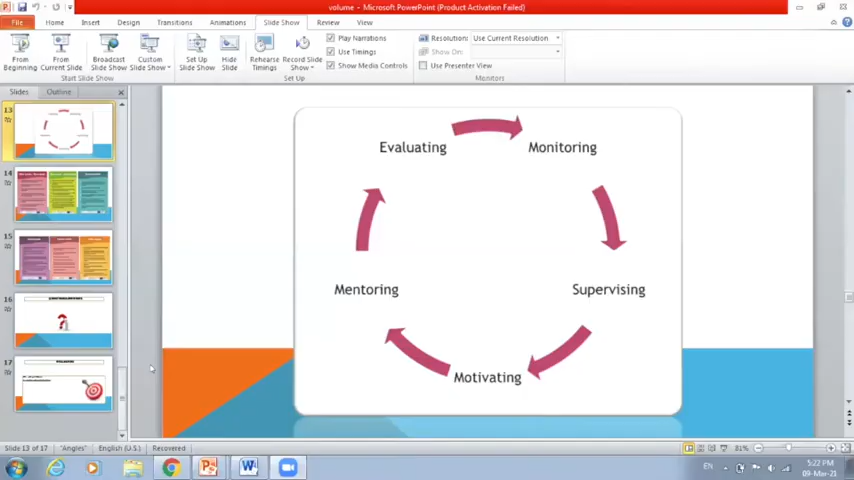 volume - Microsoft PowerPoint (Product Activation Failed)
File Home Insert Design Transitions Animations Slide Show Review View
From Beginning
From Current Slide
Broadcast Slide Show
Custom Slide Show
Start Slide Show
Set Up Slide Show
Hide Slide
Rehearse Timings
Record Slide Show
Play Narrations
Use Timings
Show Media Controls
Set Up
Resolution: Use Current Resolution
Show On:
Use Presenter View
Monitors
Slides Outline
13
14
15
16
17
Evaluating
Monitoring
Mentoring
Supervising
Motivating
Slide 13 of 17 "Angles" English (U.S.) Recovered
EN
5:22 PM
09-Mar-21